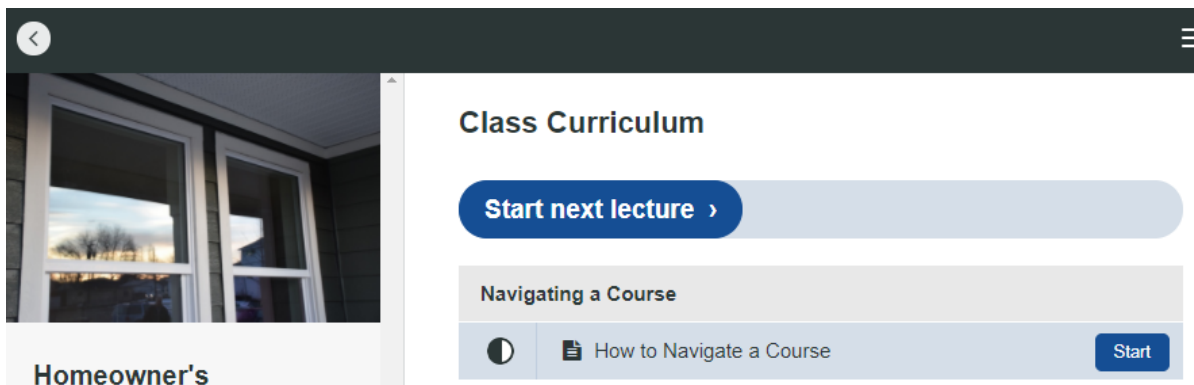 Class Curriculum
Start next lecture ›
Navigating a Course
How to Navigate a Course
Start
Homeowner's